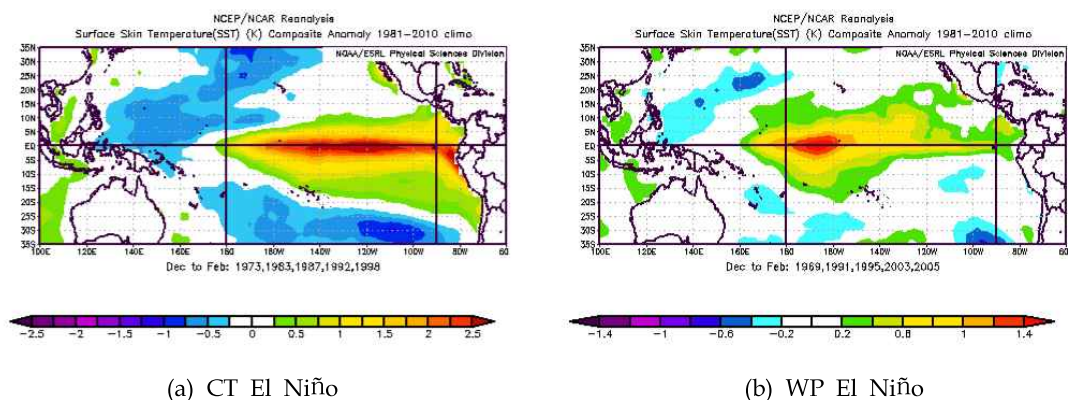 NCEP/NCAR Reanalysis
Surface Skin Temperature(SST) (K) Composite Anomaly 1981-2010 climo
NOAA/ESRL Physical Sciences Division
35N
30N
25N
20N
15N
10N
5N
EQ
5S
10S
15S
20S
25S
30S
35S
100E 120E 140E 160E 180 160W 140W 120W 100W 80W 60
Dec to Feb: 1973,1983,1987,1992,1998
-2.5 -2 -1.5 -1 -0.5 0 0.5 1 1.5 2 2.5
(a) CT El Niño
NCEP/NCAR Reanalysis
Surface Skin Temperature(SST) (K) Composite Anomaly 1981-2010 climo
NOAA/ESRL Physical Sciences Division
35N
30N
25N
20N
15N
10N
5N
EQ
5S
10S
15S
20S
25S
30S
35S
100E 120E 140E 160E 180 160W 140W 120W 100W 80W 60
Dec to Feb: 1969,1991,1995,2003,2005
-1.4 -1 -0.6 -0.2 0.2 0.6 1 1.4
(b) WP El Niño